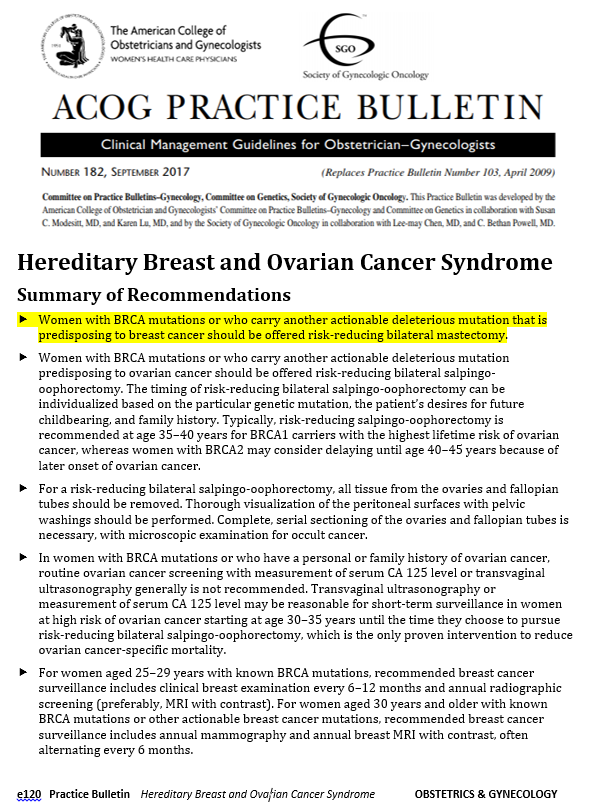 The American College of
Obstetricians and Gynecologists
WOMEN'S HEALTH CARE PHYSICIANS
SGO
Society of Gynecologic Oncology
ACOG PRACTICE BULLETIN
Clinical Management Guidelines for Obstetrician–Gynecologists
NUMBER 182, SEPTEMBER 2017
(Replaces Practice Bulletin Number 103, April 2009)
Committee on Practice Bulletins–Gynecology, Committee on Genetics, Society of Gynecologic Oncology. This Practice Bulletin was developed by the
American College of Obstetrician and Gynecologists' Committee on Practice Bulletins–Gynecology and Committee on Genetics in collaboration with Susan
C. Modesitt, MD, and Karen Lu, MD, and by the Society of Gynecologic Oncology in collaboration with Lee-may Chen, MD, and C. Bethan Powell, MD.
Hereditary Breast and Ovarian Cancer Syndrome
Summary of Recommendations
► Women with BRCA mutations or who carry another actionable deleterious mutation that is
predisposing to breast cancer should be offered risk-reducing bilateral mastectomy.
► Women with BRCA mutations or who carry another actionable deleterious mutation
predisposing to ovarian cancer should be offered risk-reducing bilateral salpingo-
oophorectomy. The timing of risk-reducing bilateral salpingo-oophorectomy can be
individualized based on the particular genetic mutation, the patient's desires for future
childbearing, and family history. Typically, risk-reducing salpingo-oophorectomy is
recommended at age 35–40 years for BRCA1 carriers with the highest lifetime risk of ovarian
cancer, whereas women with BRCA2 may consider delaying until age 40–45 years because of
later onset of ovarian cancer.
► For a risk-reducing bilateral salpingo-oophorectomy, all tissue from the ovaries and fallopian
tubes should be removed. Thorough visualization of the peritoneal surfaces with pelvic
washings should be performed. Complete, serial sectioning of the ovaries and fallopian tubes is
necessary, with microscopic examination for occult cancer.
► In women with BRCA mutations or who have a personal or family history of ovarian cancer,
routine ovarian cancer screening with measurement of serum CA 125 level or transvaginal
ultrasonography generally is not recommended. Transvaginal ultrasonography or
measurement of serum CA 125 level may be reasonable for short-term surveillance in women
at high risk of ovarian cancer starting at age 30–35 years until the time they choose to pursue
risk-reducing bilateral salpingo-oophorectomy, which is the only proven intervention to reduce
ovarian cancer-specific mortality.
► For women aged 25–29 years with known BRCA mutations, recommended breast cancer
surveillance includes clinical breast examination every 6–12 months and annual radiographic
screening (preferably, MRI with contrast). For women aged 30 years and older with known
BRCA mutations or other actionable breast cancer mutations, recommended breast cancer
surveillance includes annual mammography and annual breast MRI with contrast, often
alternating every 6 months.
e120 Practice Bulletin Hereditary Breast and Ovarian Cancer Syndrome OBSTETRICS & GYNECOLOGY